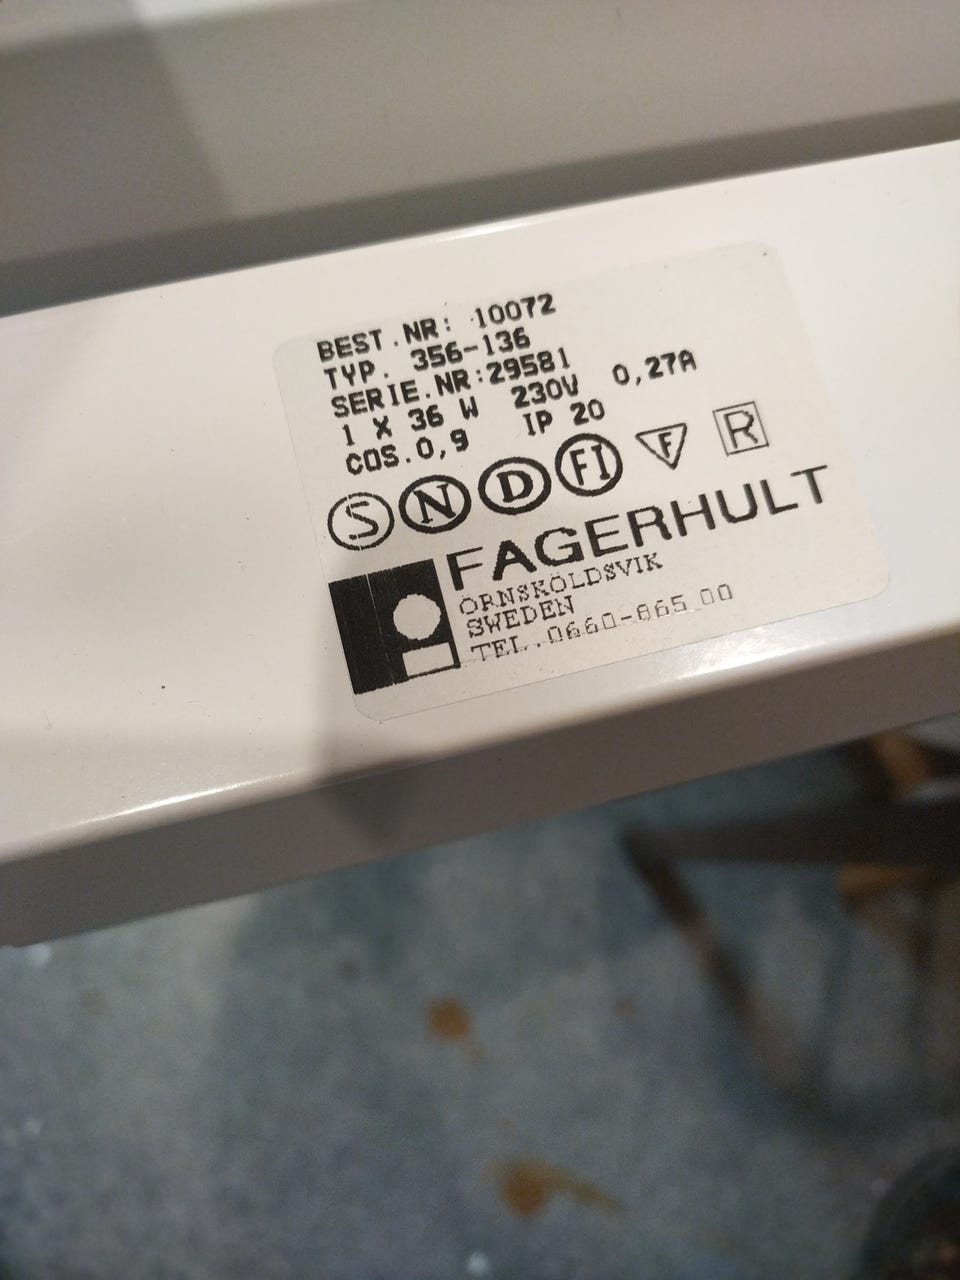 BEST.NR: 10072
TYP. 356-136
SERIE.NR:29581
1 X 36 W 230V 0,27A
COS.0,9 IP 20
S N D FI F R
FAGERHULT
ÖRNSKÖLDSVIK
SWEDEN
TEL.0660-865 00